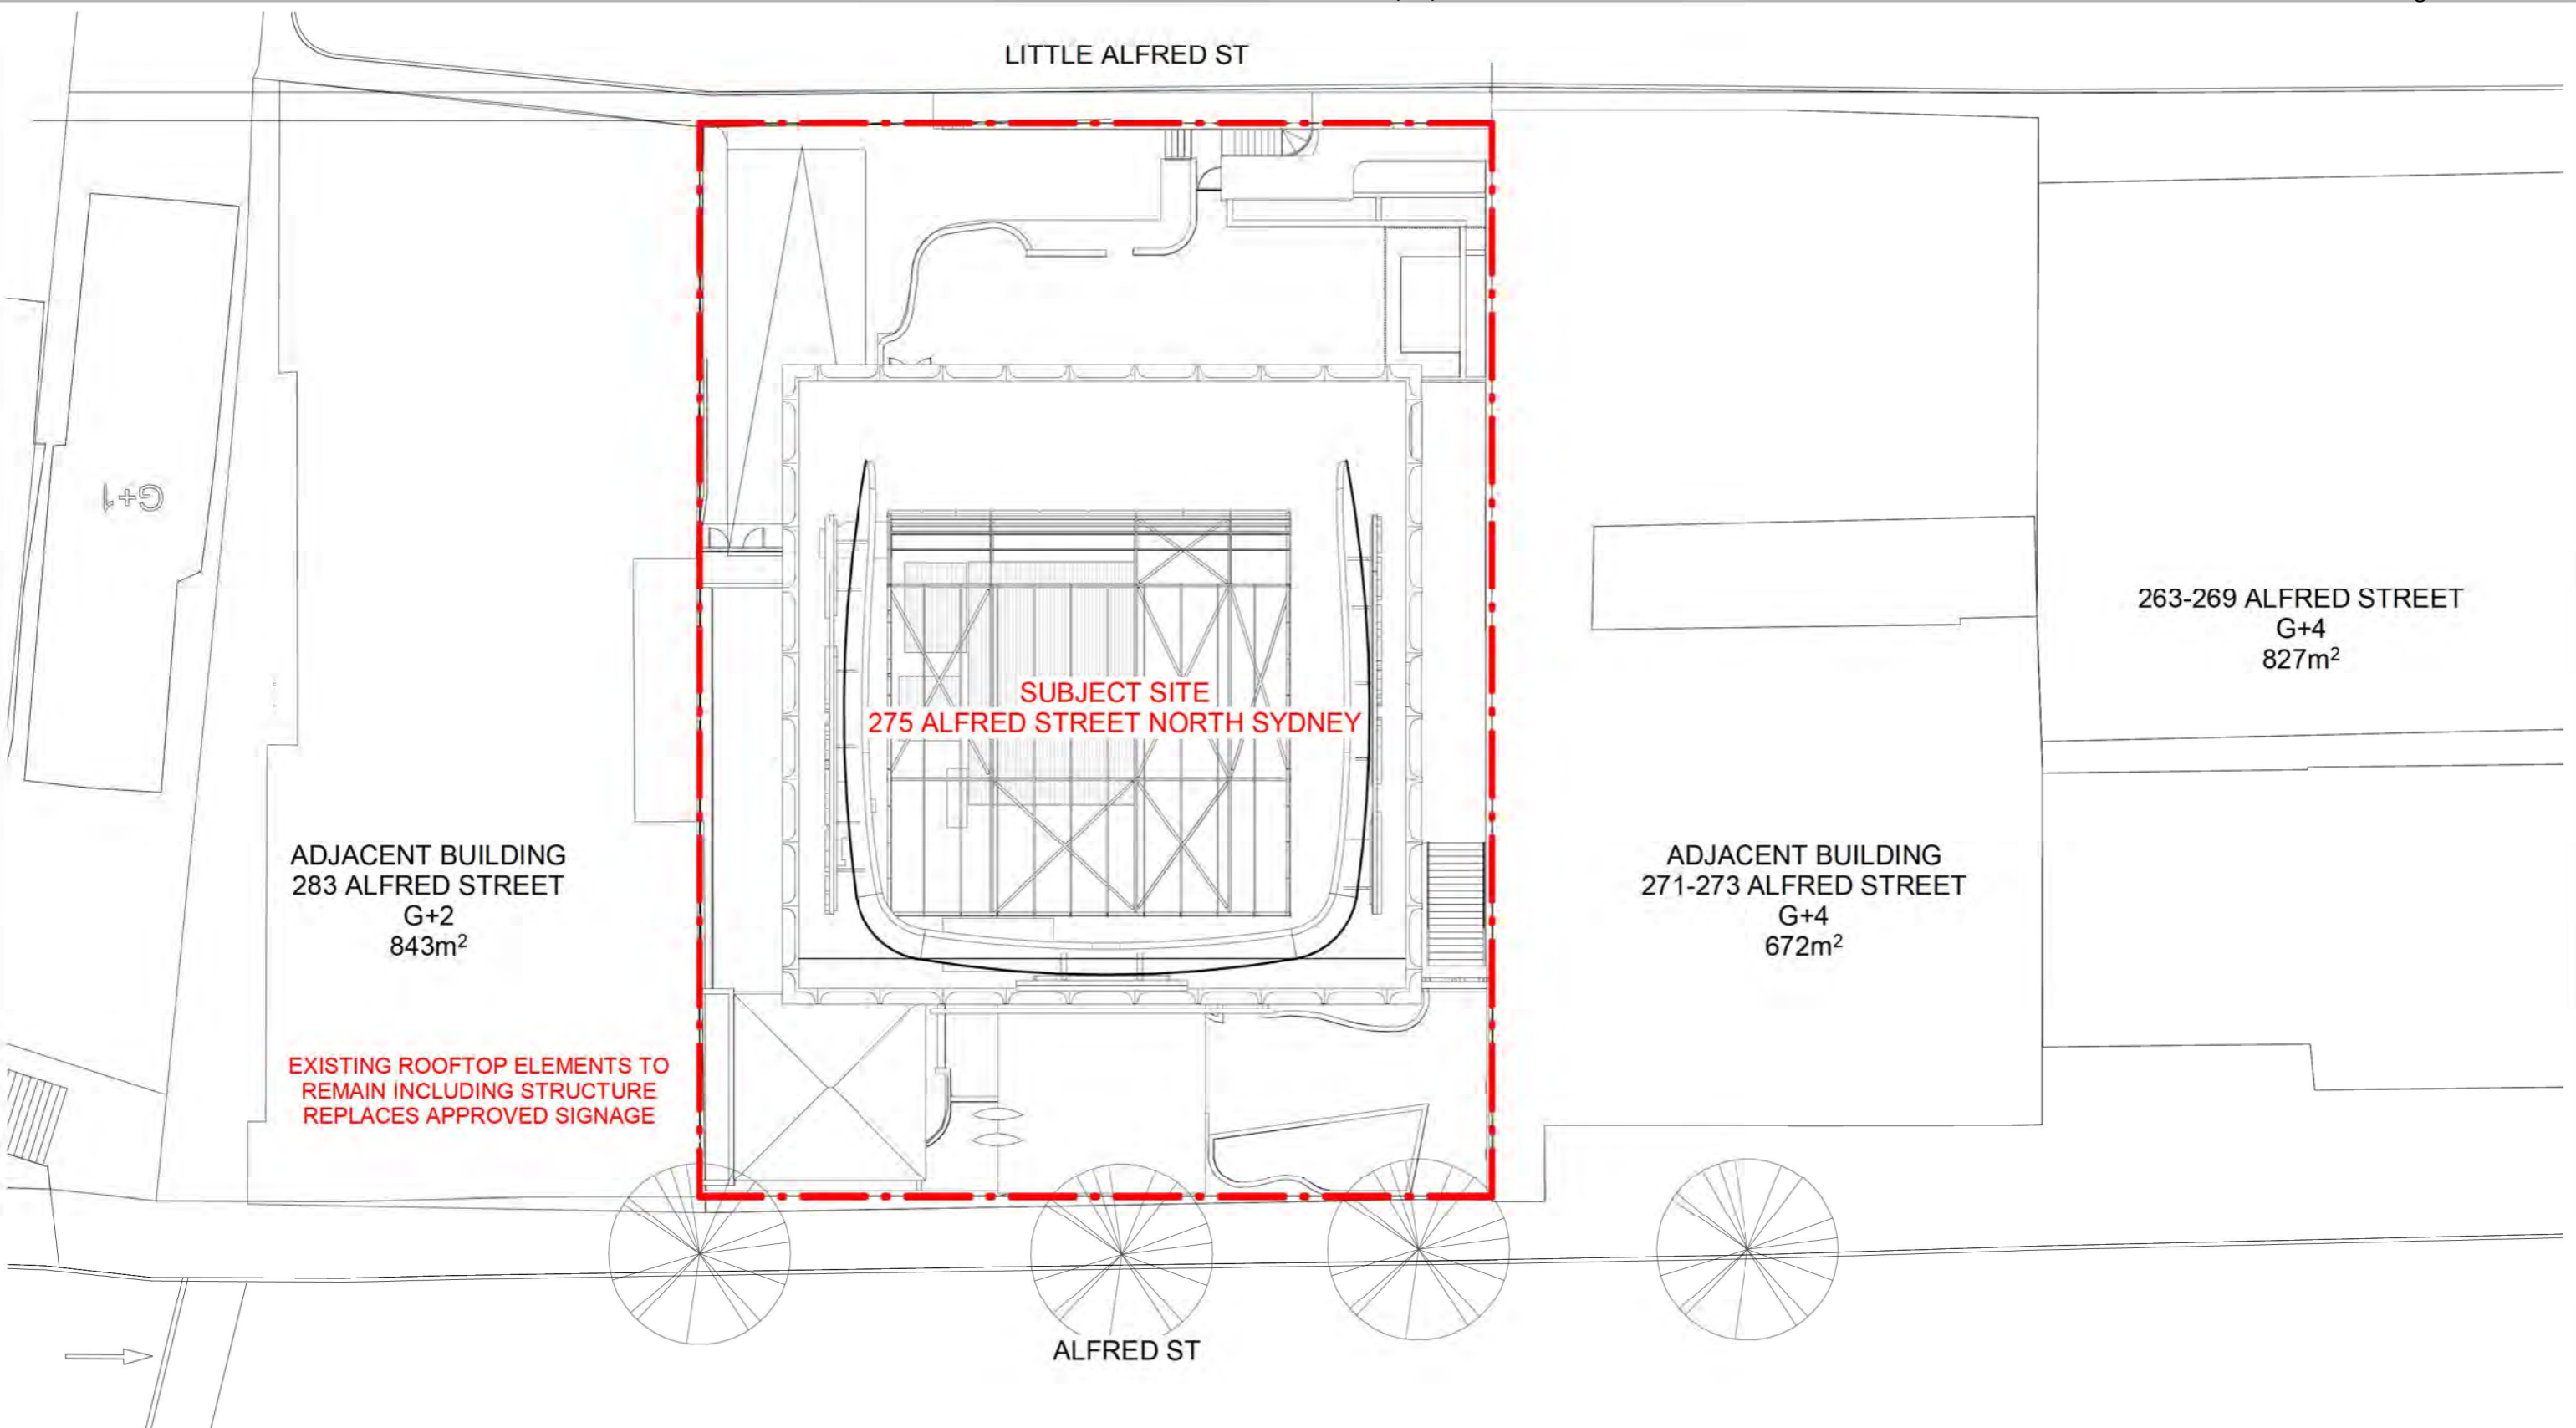 LITTLE ALFRED ST
G+1
263-269 ALFRED STREET
G+4
827m²
SUBJECT SITE
275 ALFRED STREET NORTH SYDNEY
ADJACENT BUILDING
283 ALFRED STREET
G+2
843m²
ADJACENT BUILDING
271-273 ALFRED STREET
G+4
672m²
EXISTING ROOFTOP ELEMENTS TO
REMAIN INCLUDING STRUCTURE
REPLACES APPROVED SIGNAGE
ALFRED ST